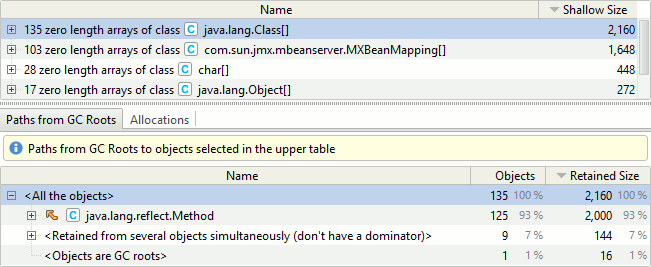 Name Shallow Size
135 zero length arrays of class C java.lang.Class[] 2,160
103 zero length arrays of class C com.sun.jmx.mbeanserver.MXBeanMapping[] 1,648
28 zero length arrays of class C char[] 448
17 zero length arrays of class C java.lang.Object[] 272
Paths from GC Roots Allocations
Paths from GC Roots to objects selected in the upper table
Name Objects Retained Size
<All the objects> 135 100 % 2,160 100 %
C java.lang.reflect.Method 125 93 % 2,000 93 %
<Retained from several objects simultaneously (don't have a dominator)> 9 7 % 144 7 %
<Objects are GC roots> 1 1 % 16 1 %